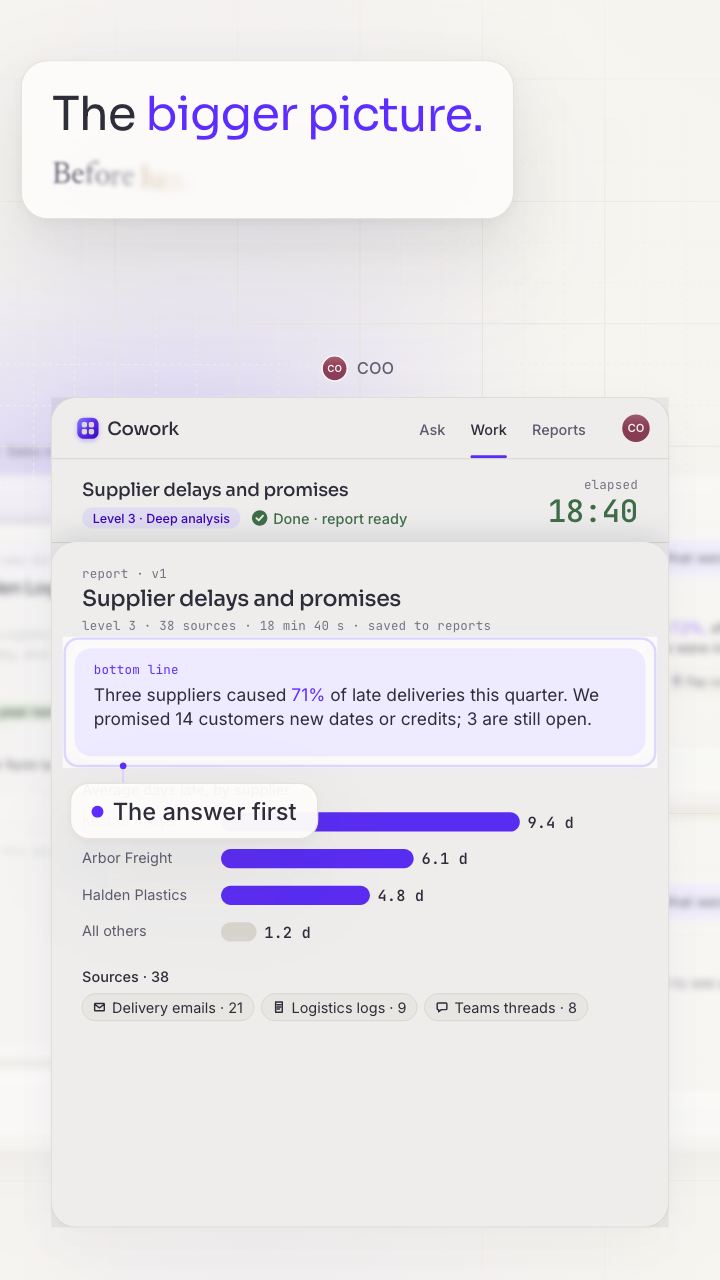 The bigger picture.
Before
CO COO
Cowork
Ask Work Reports CO
Supplier delays and promises
Level 3 · Deep analysis Done · report ready
elapsed
18:40
report · v1
Supplier delays and promises
level 3 · 38 sources · 18 min 40 s · saved to reports
bottom line
Three suppliers caused 71% of late deliveries this quarter. We
promised 14 customers new dates or credits; 3 are still open.
The answer first
9.4 d
Arbor Freight 6.1 d
Halden Plastics 4.8 d
All others 1.2 d
Sources · 38
Delivery emails · 21 Logistics logs · 9 Teams threads · 8